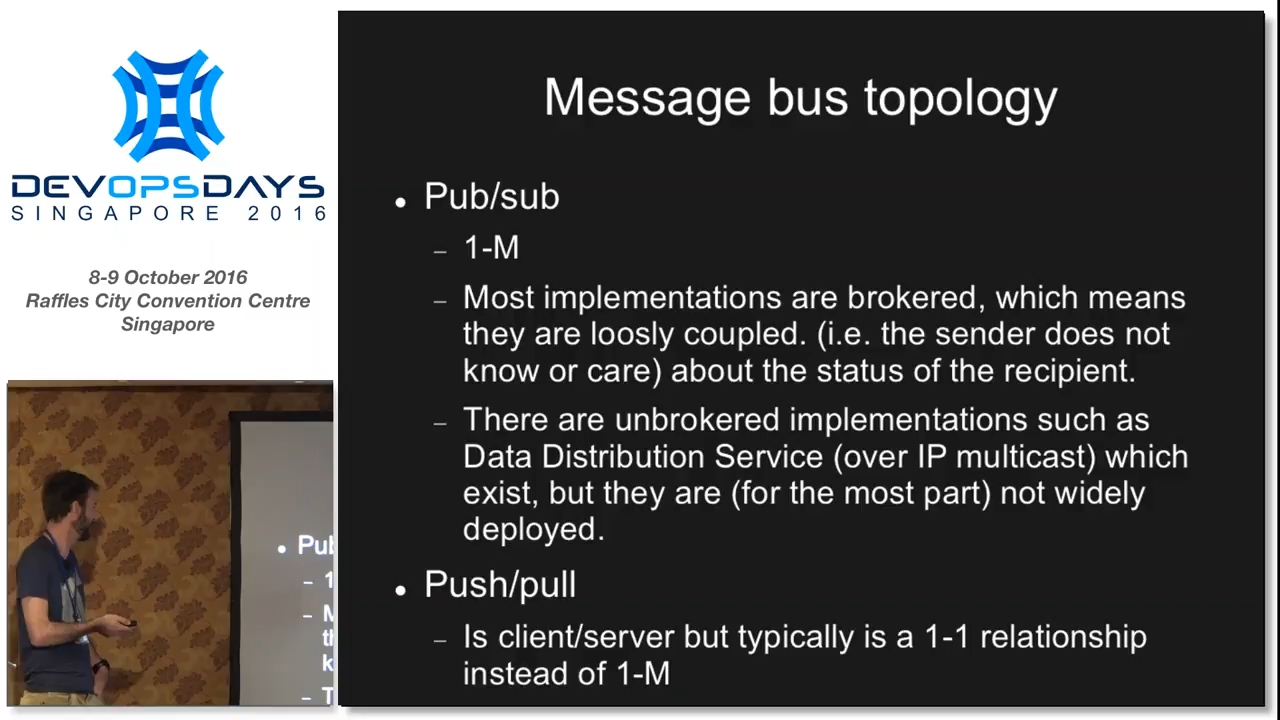 DEVOPSDAYS
SINGAPORE 2016
8-9 October 2016
Raffles City Convention Centre
Singapore
Message bus topology
Pub/sub
1-M
Most implementations are brokered, which means
they are loosly coupled. (i.e. the sender does not
know or care) about the status of the recipient.
There are unbrokered implementations such as
Data Distribution Service (over IP multicast) which
exist, but they are (for the most part) not widely
deployed.
Push/pull
Is client/server but typically is a 1-1 relationship
instead of 1-M